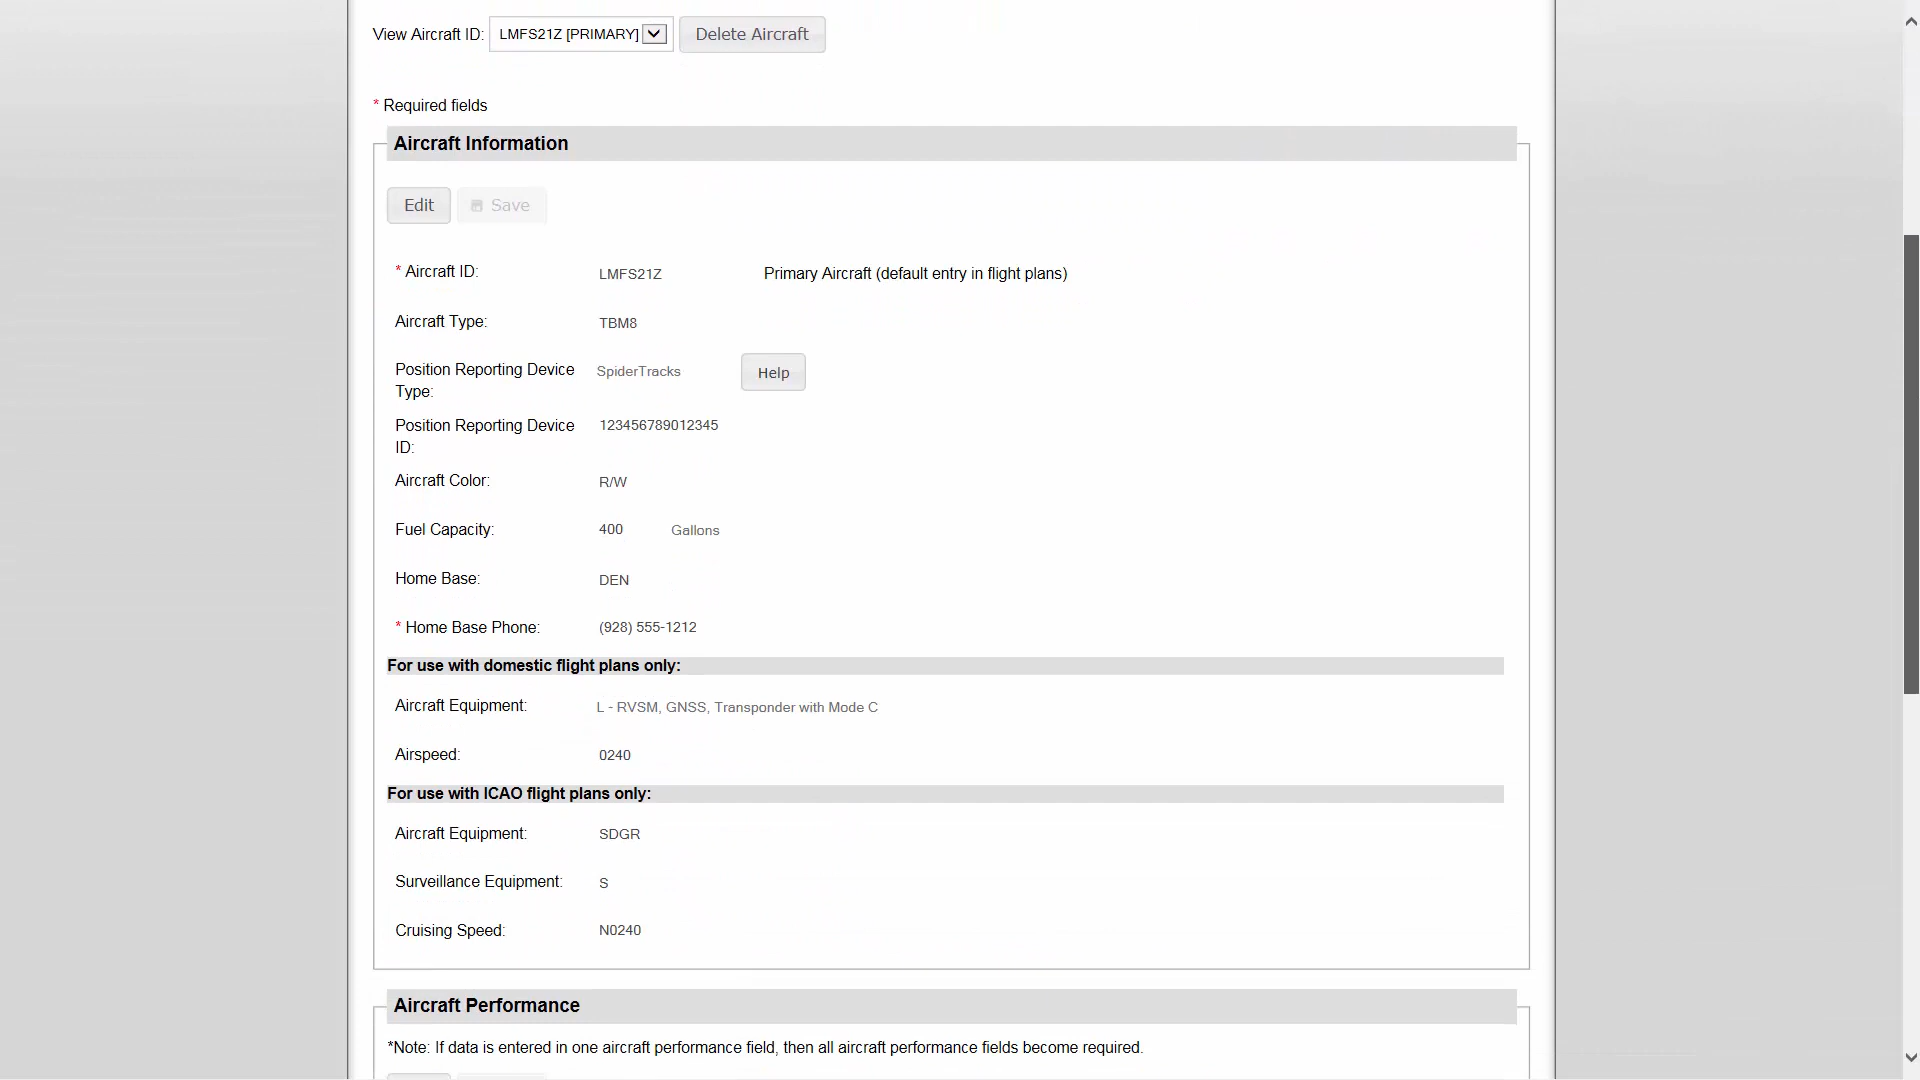 View Aircraft ID: LMFS21Z [PRIMARY] Delete Aircraft
* Required fields
Aircraft Information
Edit Save
* Aircraft ID: LMFS21Z Primary Aircraft (default entry in flight plans)
Aircraft Type: TBM8
Position Reporting Device SpiderTracks Help
Type:
Position Reporting Device 123456789012345
ID:
Aircraft Color: R/W
Fuel Capacity: 400 Gallons
Home Base: DEN
* Home Base Phone: (928) 555-1212
For use with domestic flight plans only:
Aircraft Equipment: L - RVSM, GNSS, Transponder with Mode C
Airspeed: 0240
For use with ICAO flight plans only:
Aircraft Equipment: SDGR
Surveillance Equipment: S
Cruising Speed: N0240
Aircraft Performance
*Note: If data is entered in one aircraft performance field, then all aircraft performance fields become required.